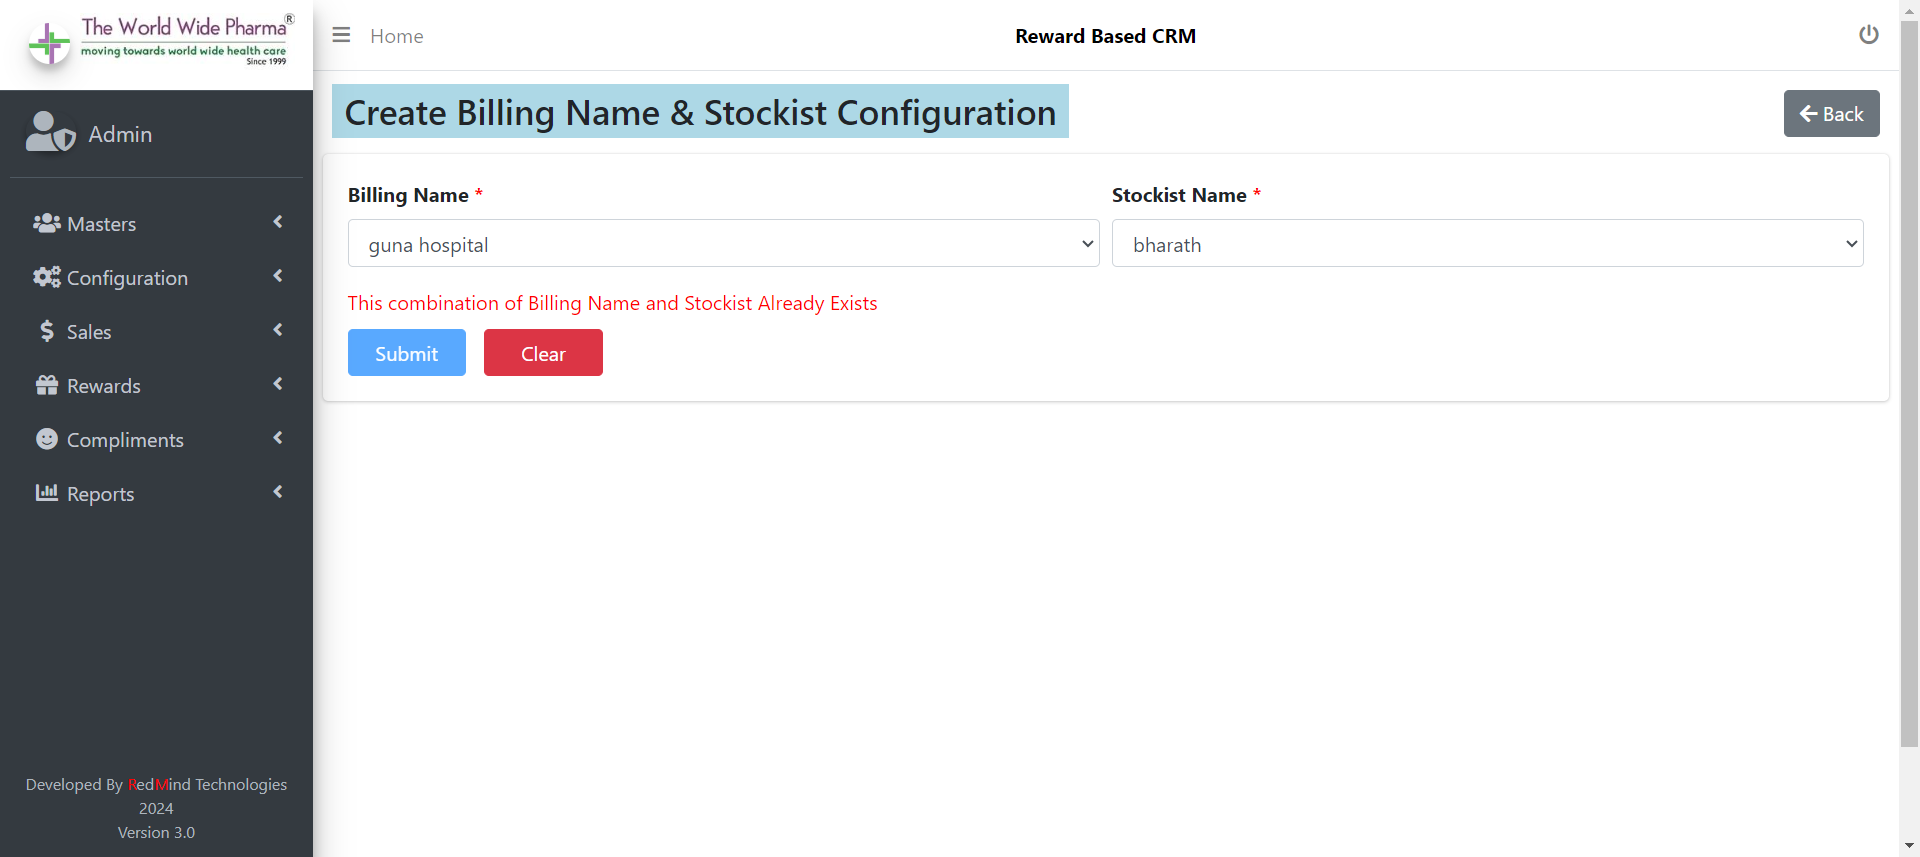 The World Wide Pharma®
moving towards world wide health care
Since 1999
Home
Reward Based CRM
Admin
Masters
Configuration
Sales
Rewards
Compliments
Reports
Developed By RedMind Technologies
2024
Version 3.0
Create Billing Name & Stockist Configuration
Back
Billing Name *
guna hospital
Stockist Name *
bharath
This combination of Billing Name and Stockist Already Exists
Submit
Clear